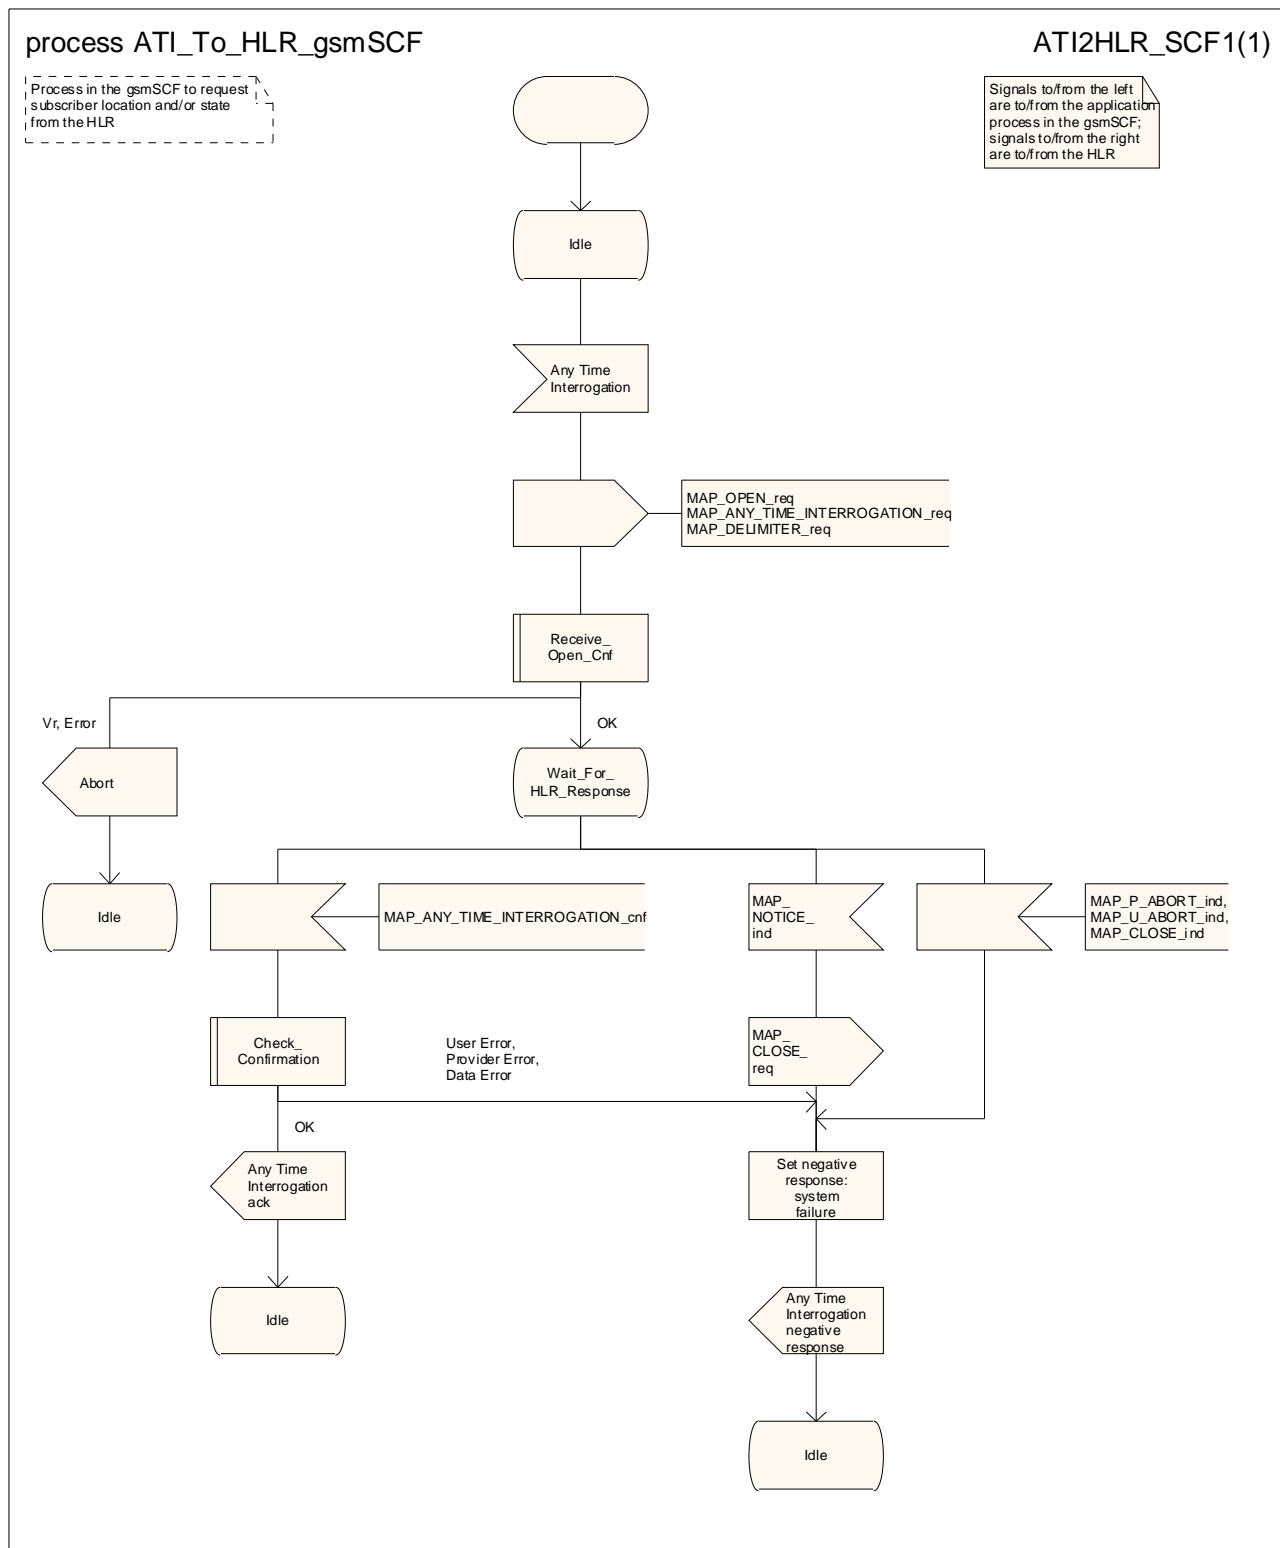 process ATI_To_HLR_gsmSCF
ATI2HLR_SCF1(1)
Process in the gsmSCF to request
subscriber location and/or state
from the HLR
Signals to/from the left
are to/from the application
process in the gsmSCF;
signals to/from the right
are to/from the HLR
Idle
Any Time
Interrogation
MAP_OPEN_req
MAP_ANY_TIME_INTERROGATION_req
MAP_DELIMITER_req
Receive_
Open_Cnf
Vr, Error
OK
Abort
Wait_For_
HLR_Response
Idle
MAP_ANY_TIME_INTERROGATION_cnf
MAP_
NOTICE_
ind
MAP_P_ABORT_ind,
MAP_U_ABORT_ind,
MAP_CLOSE_ind
Check_
Confirmation
User Error,
Provider Error,
Data Error
MAP_
CLOSE_
req
OK
Any Time
Interrogation
ack
Set negative
response:
system
failure
Idle
Any Time
Interrogation
negative
response
Idle